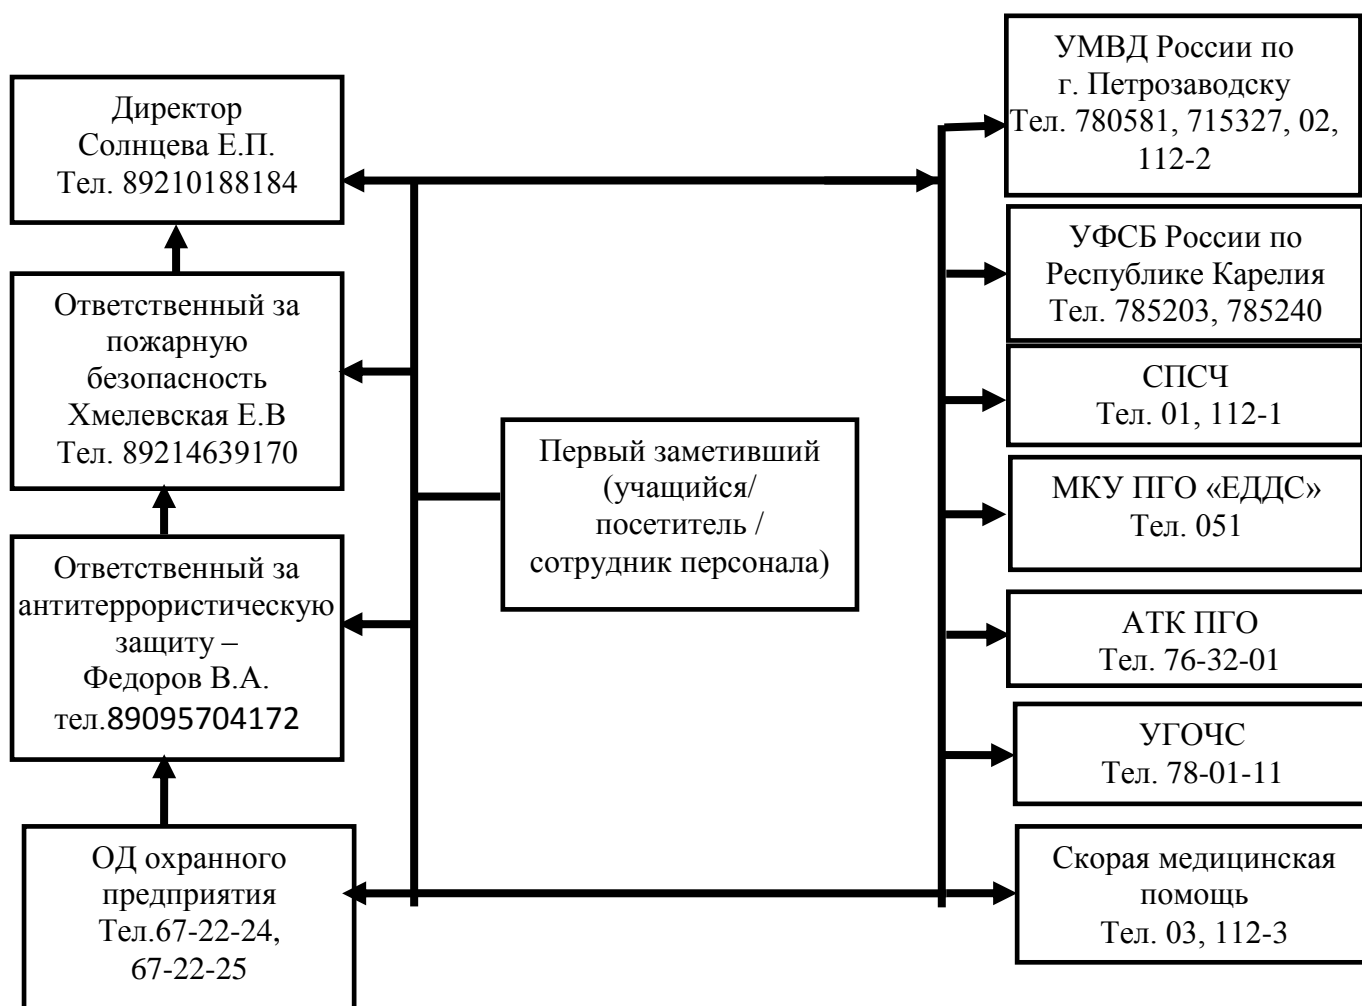 Директор
Солнцева Е.П.
Тел. 89210188184
Ответственный за
пожарную
безопасность
Хмелевская Е.В
Тел. 89214639170
Ответственный за
антитеррористическую
защиту –
Федоров В.А.
тел.89095704172
ОД охранного
предприятия
Тел.67-22-24,
67-22-25
Первый заметивший
(учащийся/
посетитель /
сотрудник персонала)
УМВД России по
г. Петрозаводску
Тел. 780581, 715327, 02,
112-2
УФСБ России по
Республике Карелия
Тел. 785203, 785240
СПСЧ
Тел. 01, 112-1
МКУ ПГО «ЕДДС»
Тел. 051
АТК ПГО
Тел. 76-32-01
УГОЧС
Тел. 78-01-11
Скорая медицинская
помощь
Тел. 03, 112-3